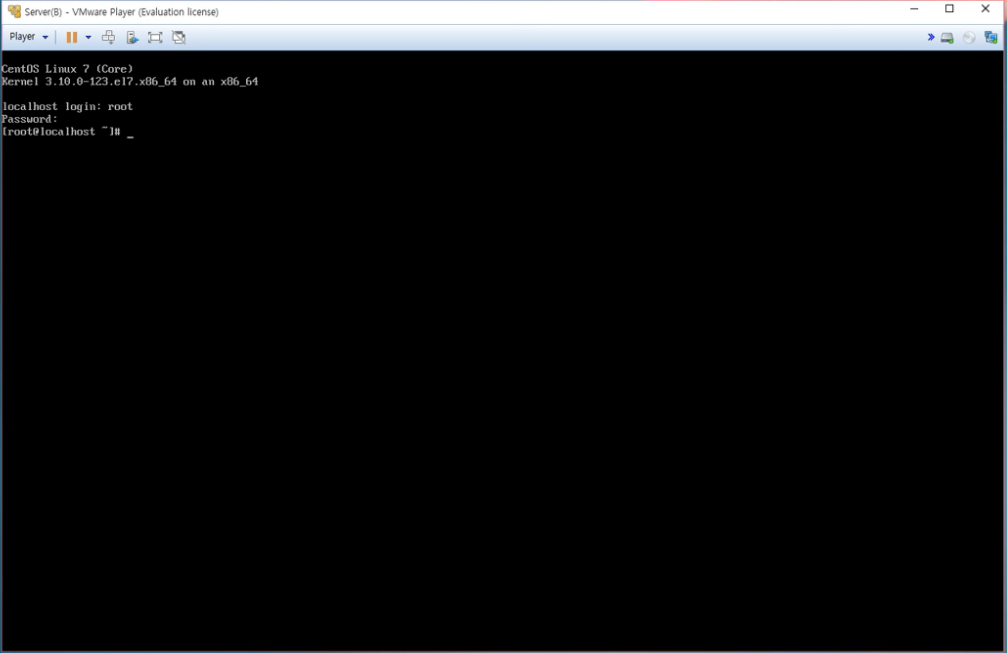 Server(B) - VMware Player (Evaluation license)
Player
CentOS Linux 7 (Core)
Kernel 3.10.0-123.el7.x86_64 on an x86_64
localhost login: root
Password:
[root@localhost ~]# _